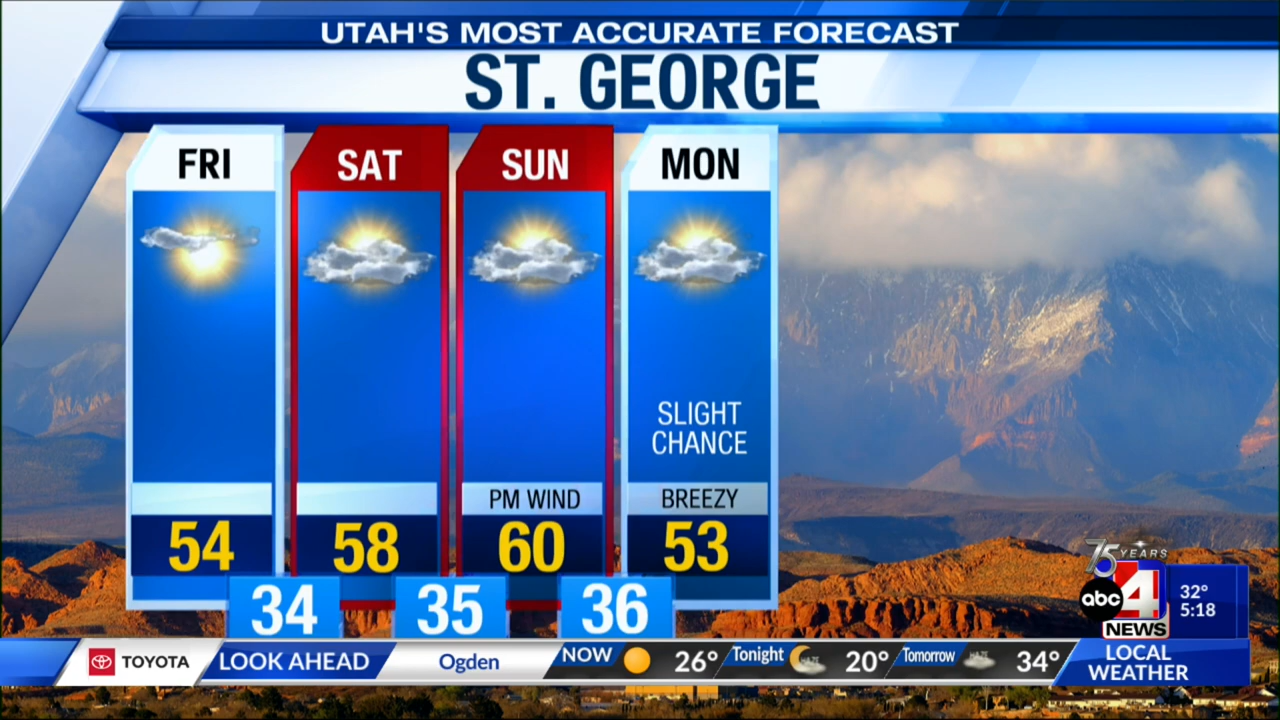 UTAH'S MOST ACCURATE FORECAST
ST. GEORGE
FRI
SAT
SUN
MON
SLIGHT
CHANCE
PM WIND
BREEZY
54
58
60
53
34
35
36
75 YEARS
abc 4
NEWS
32°
5:18
TOYOTA
LOOK AHEAD
Ogden
NOW
26°
Tonight
HAZE
20°
Tomorrow
HAZE
34°
LOCAL
WEATHER